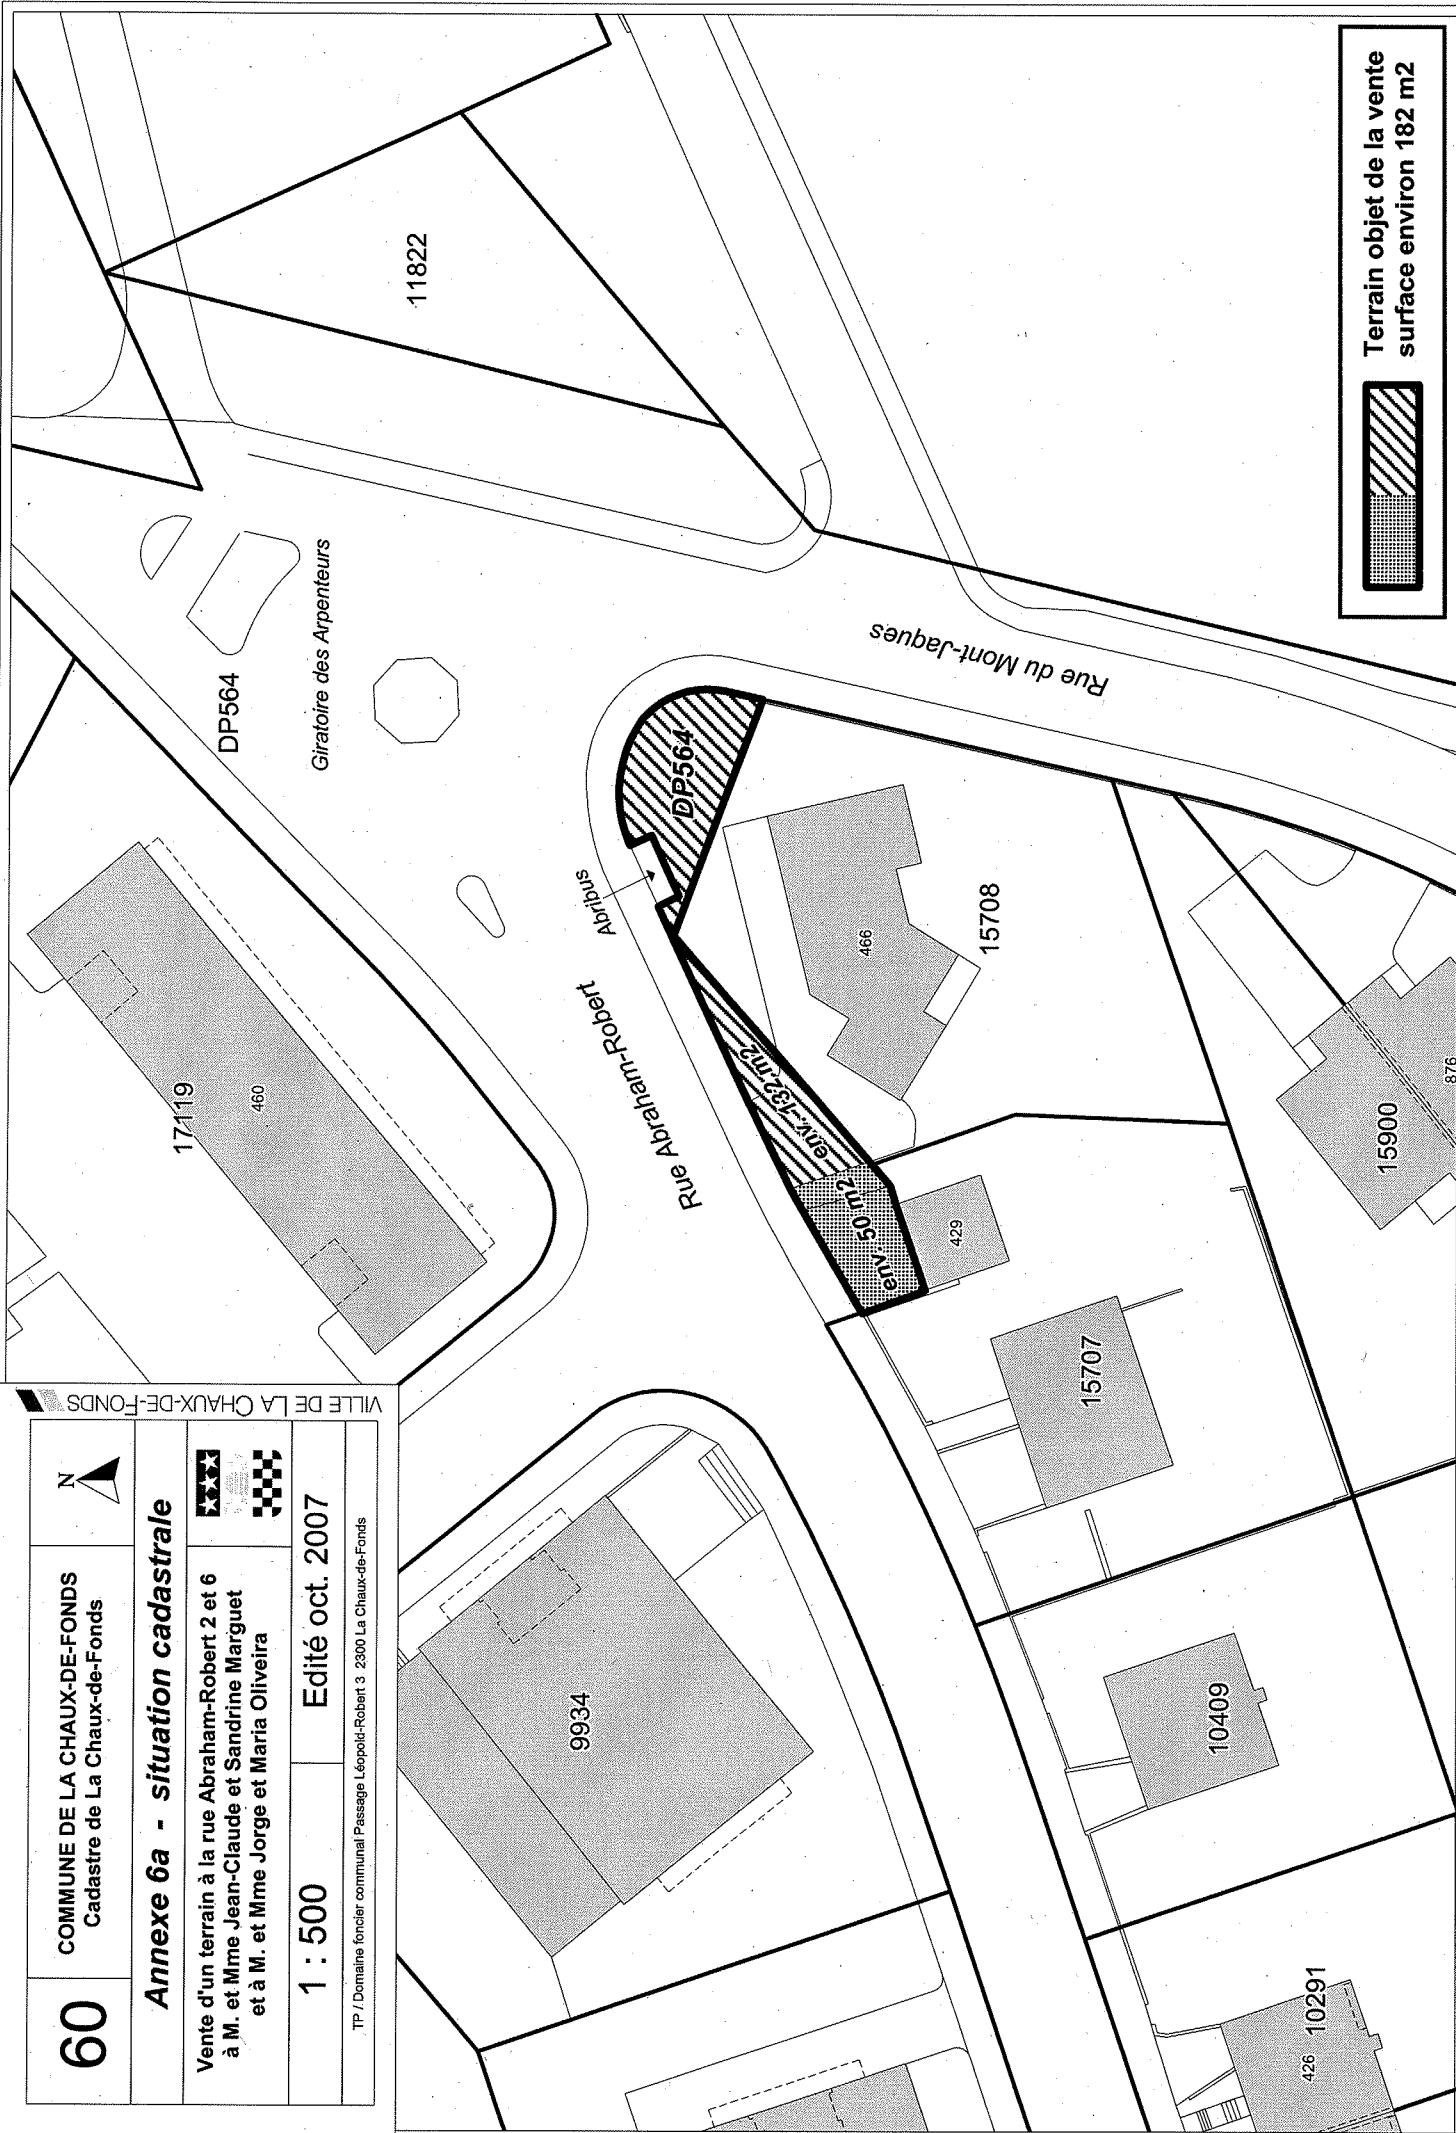 60
COMMUNE DE LA CHAUX-DE-FONDS
Cadastre de La Chaux-de-Fonds
N
Annexe 6a - situation cadastrale
Vente d'un terrain à la rue Abraham-Robert 2 et 6
à M. et Mme Jean-Claude et Sandrine Marguet
et à M. et Mme Jorge et Maria Oliveira
1 : 500
Edité oct. 2007
TP / Domaine foncier communal Passage Léopold-Robert 3 2300 La Chaux-de-Fonds
VILLE DE LA CHAUX-DE-FONDS
17119
460
DP564
Giratoire des Arpenteurs
11822
9934
Rue Abraham-Robert
Abribus
DP564
Rue du Mont-Jaques
env. 132 m2
env. 50 m2
466
15708
429
15707
10409
10291
426
15900
876
Terrain objet de la vente
surface environ 182 m2